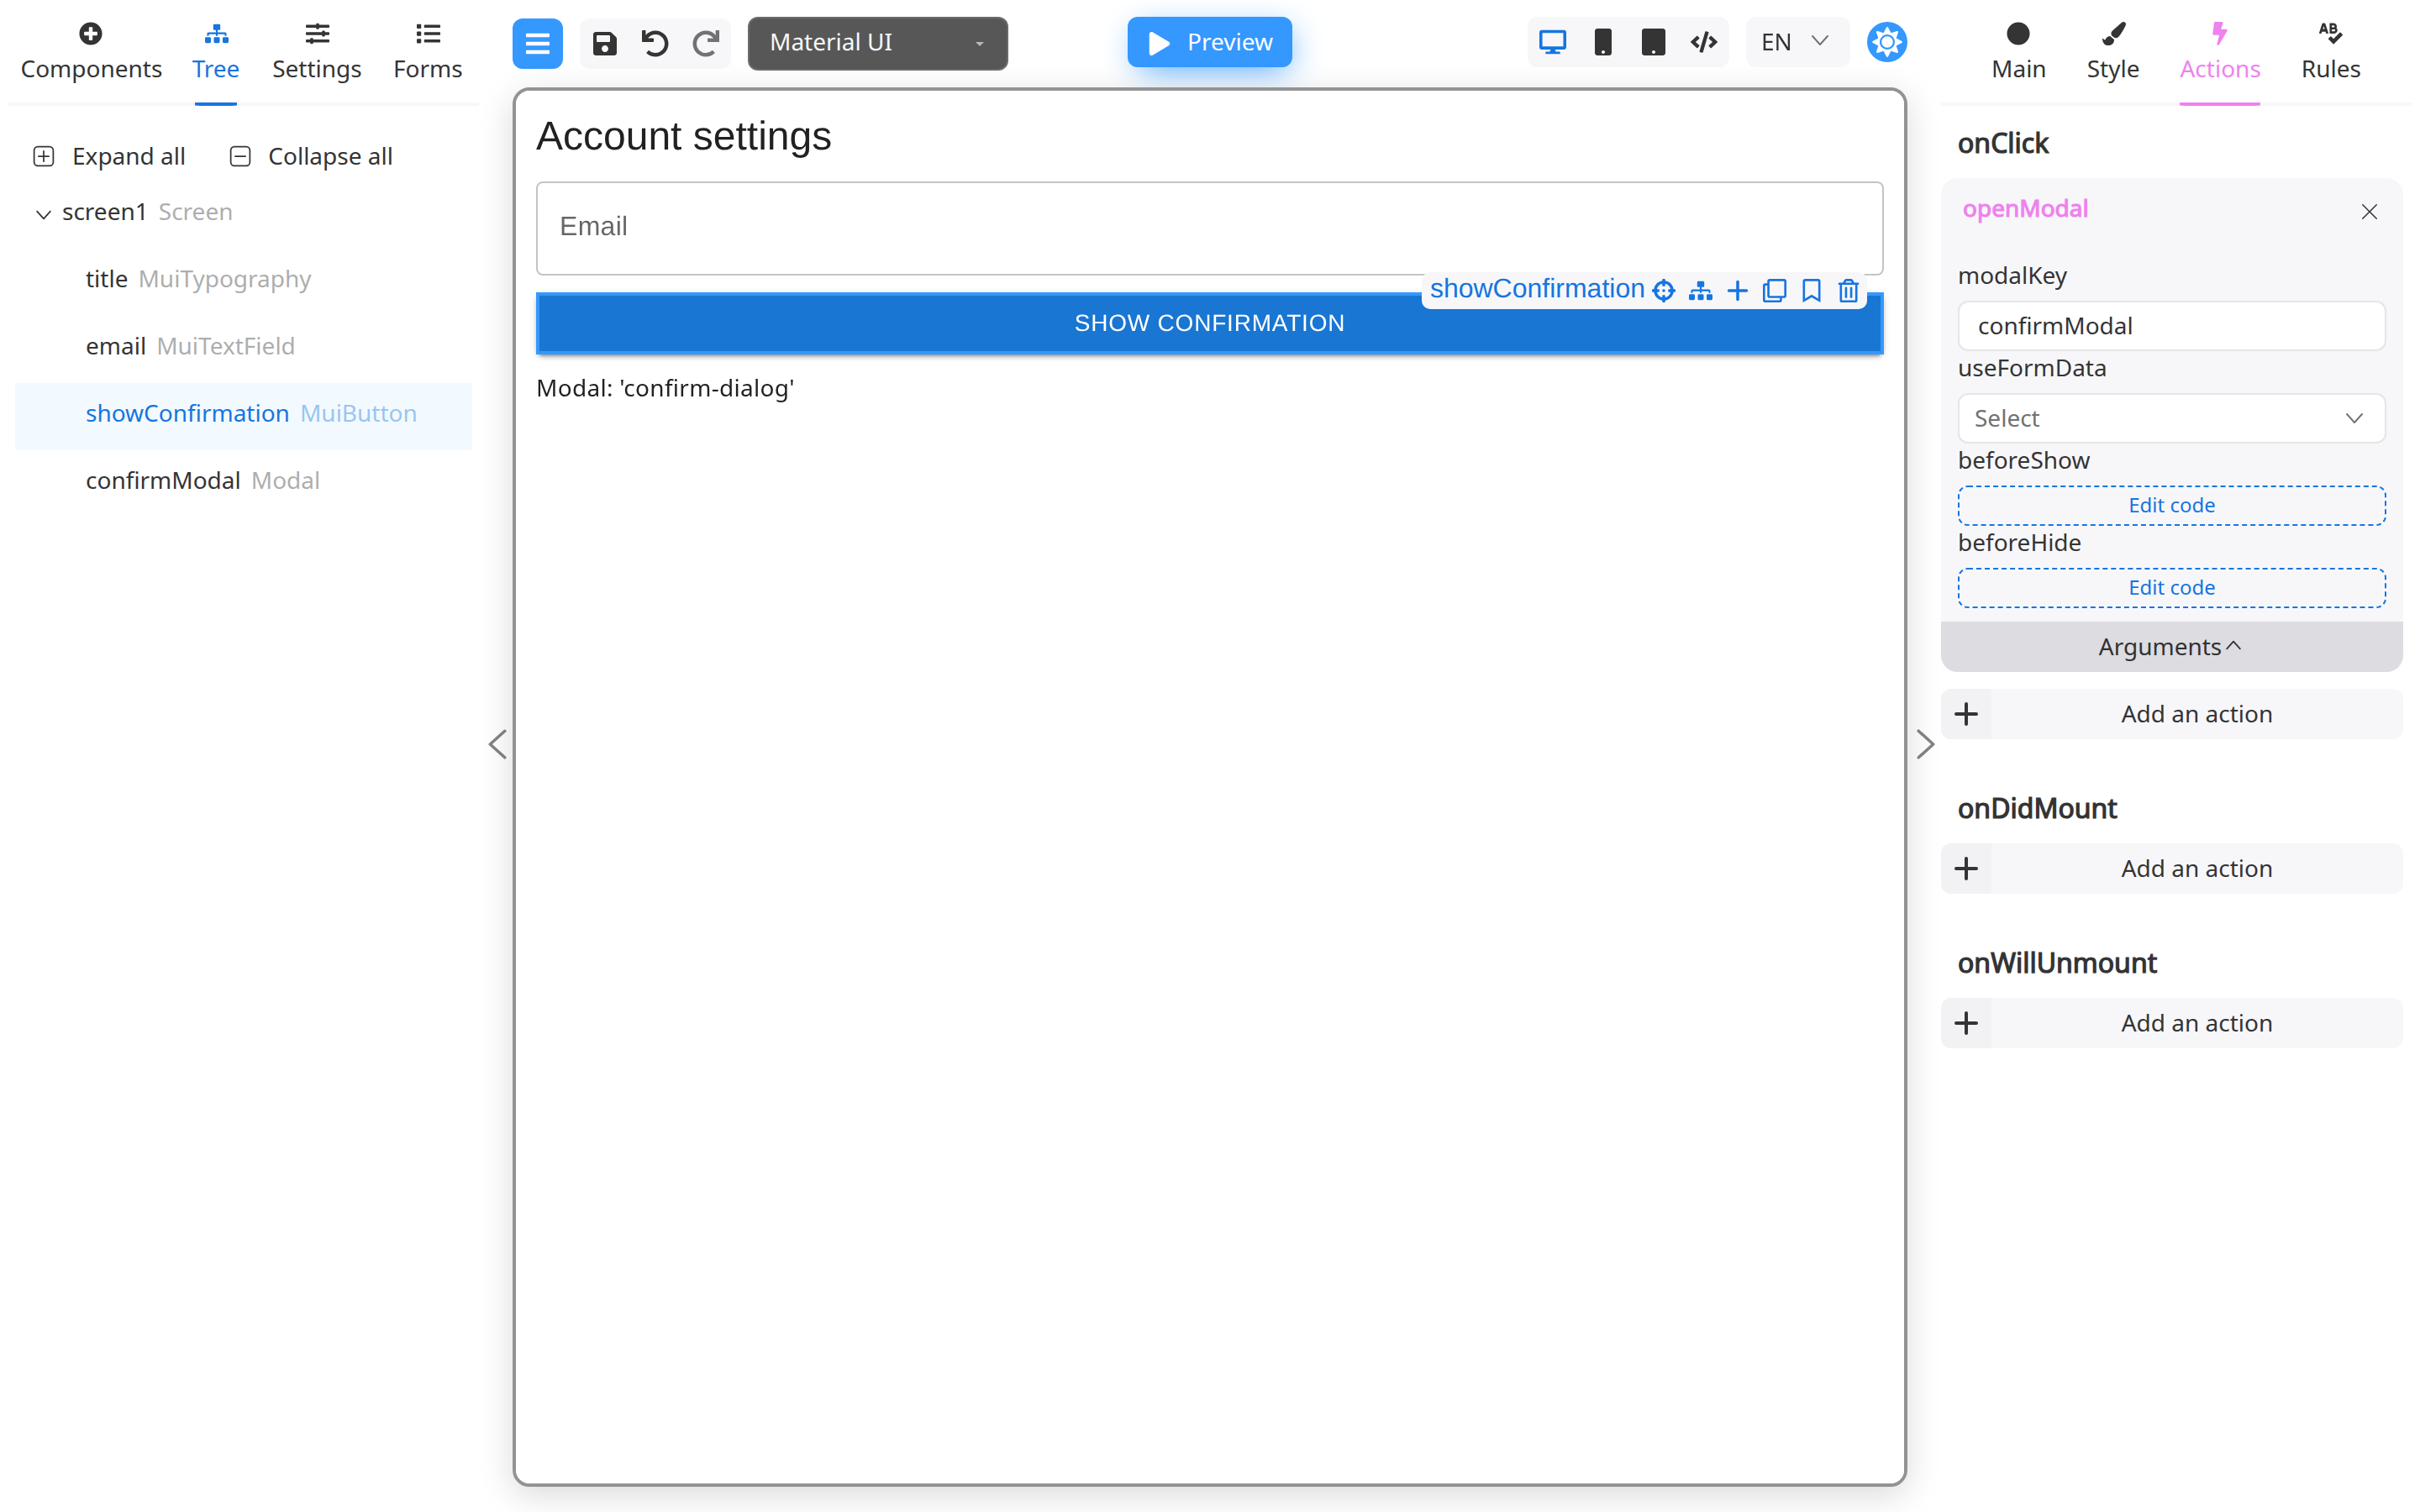 Components
Tree
Settings
Forms
Material UI
Preview
EN
Main
Style
Actions
Rules
Expand all
Collapse all
screen1 Screen
title MuiTypography
email MuiTextField
showConfirmation MuiButton
confirmModal Modal
Account settings
Email
showConfirmation
SHOW CONFIRMATION
Modal: 'confirm-dialog'
onClick
openModal
modalKey
confirmModal
useFormData
Select
beforeShow
Edit code
beforeHide
Edit code
Arguments
Add an action
onDidMount
Add an action
onWillUnmount
Add an action